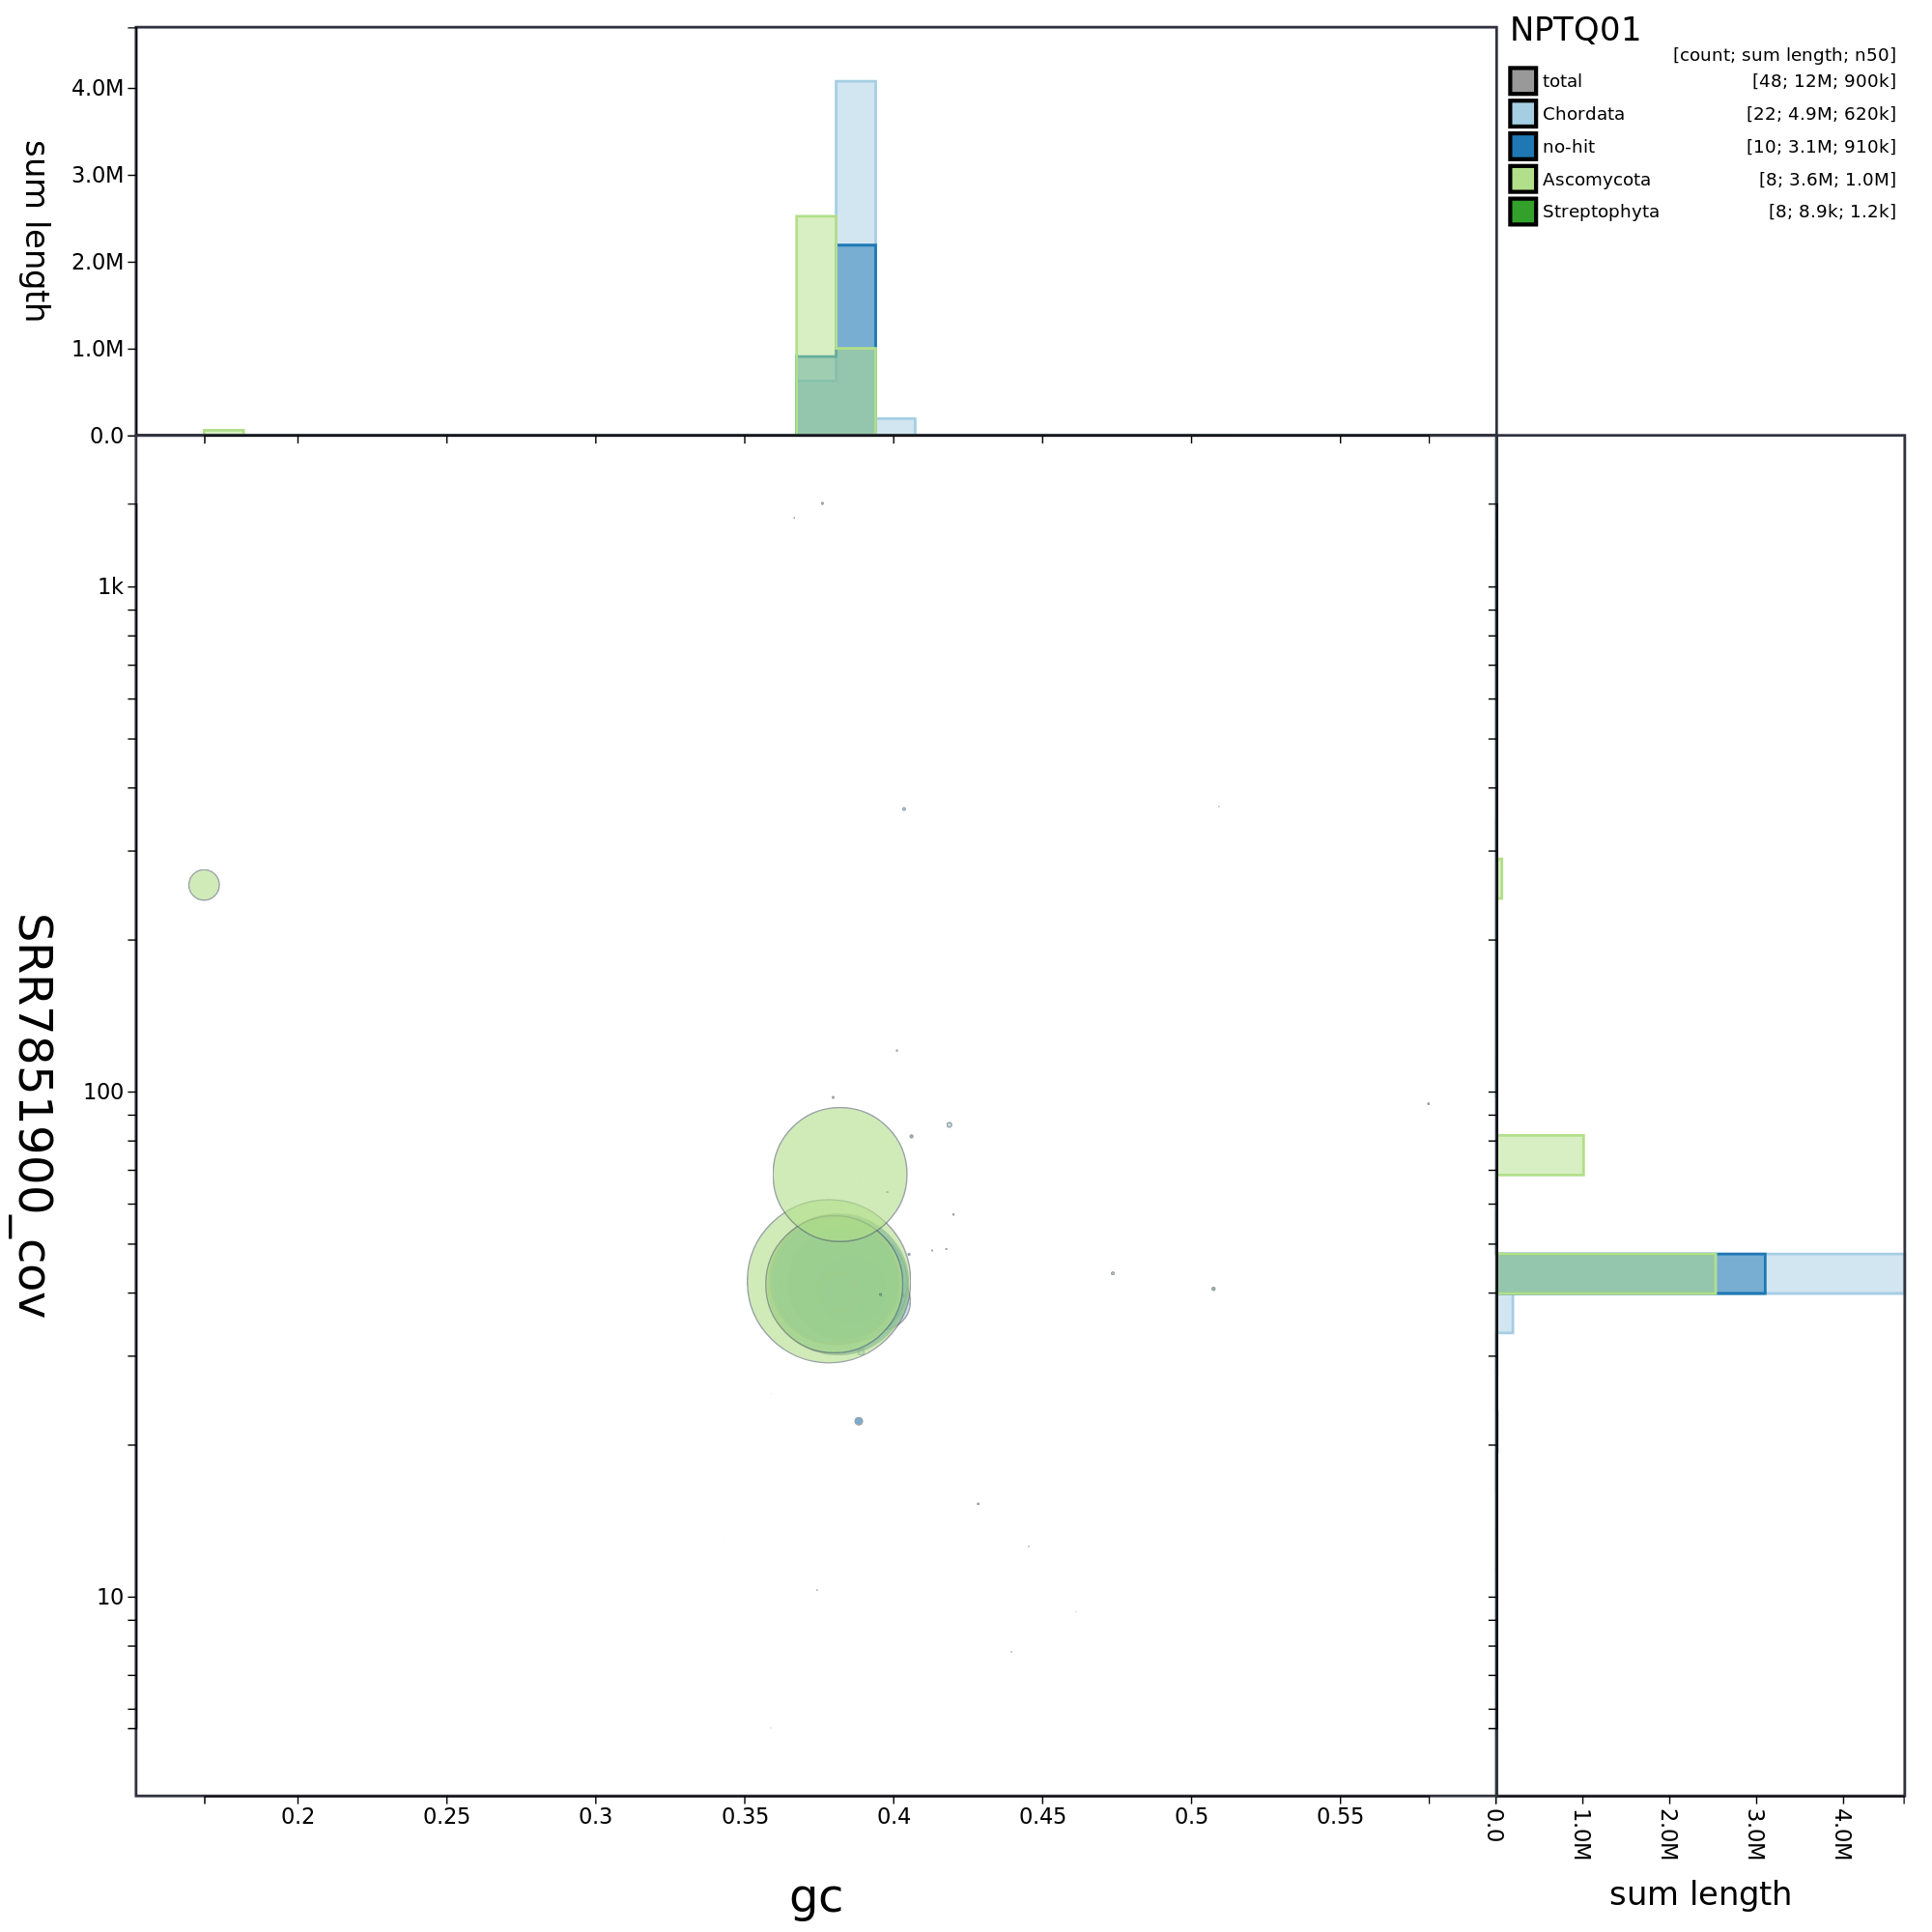 NPTQ01
[count; sum length; n50]
total [48; 12M; 900k]
Chordata [22; 4.9M; 620k]
no-hit [10; 3.1M; 910k]
Ascomycota [8; 3.6M; 1.0M]
Streptophyta [8; 8.9k; 1.2k]
sum length
4.0M
3.0M
2.0M
1.0M
0.0
SRR7851900_cov
1k
100
10
0.2 0.25 0.3 0.35 0.4 0.45 0.5 0.55
gc
0.0 1.0M 2.0M 3.0M 4.0M
sum length